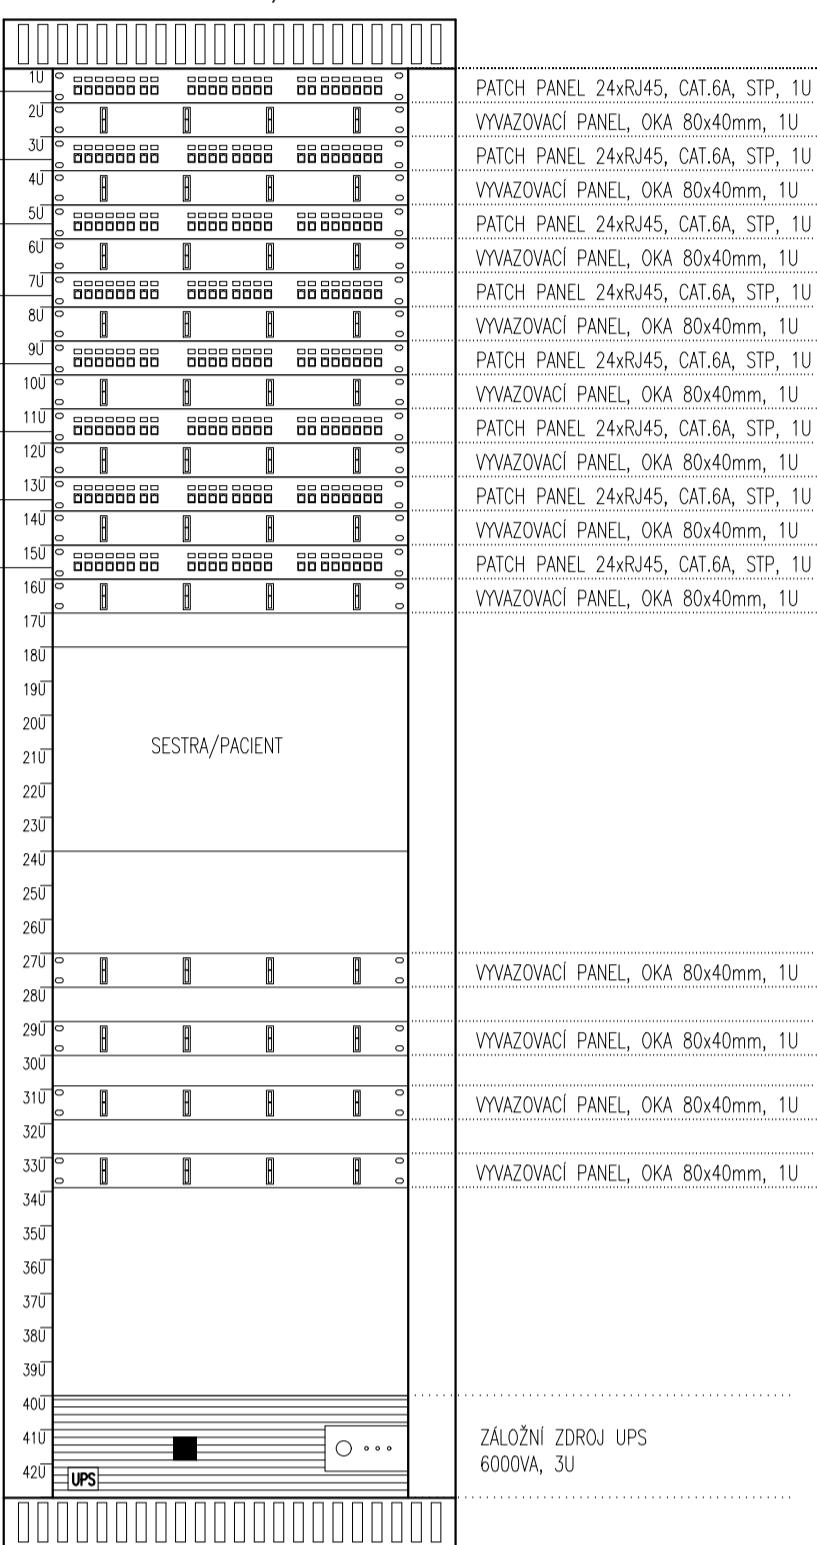 1U
PATCH PANEL 24xRJ45, CAT.6A, STP, 1U
2U
VYVAZOVACÍ PANEL, OKA 80x40mm, 1U
3U
PATCH PANEL 24xRJ45, CAT.6A, STP, 1U
4U
VYVAZOVACÍ PANEL, OKA 80x40mm, 1U
5U
PATCH PANEL 24xRJ45, CAT.6A, STP, 1U
6U
VYVAZOVACÍ PANEL, OKA 80x40mm, 1U
7U
PATCH PANEL 24xRJ45, CAT.6A, STP, 1U
8U
VYVAZOVACÍ PANEL, OKA 80x40mm, 1U
9U
PATCH PANEL 24xRJ45, CAT.6A, STP, 1U
10U
VYVAZOVACÍ PANEL, OKA 80x40mm, 1U
11U
PATCH PANEL 24xRJ45, CAT.6A, STP, 1U
12U
VYVAZOVACÍ PANEL, OKA 80x40mm, 1U
13U
PATCH PANEL 24xRJ45, CAT.6A, STP, 1U
14U
VYVAZOVACÍ PANEL, OKA 80x40mm, 1U
15U
PATCH PANEL 24xRJ45, CAT.6A, STP, 1U
16U
VYVAZOVACÍ PANEL, OKA 80x40mm, 1U
17U
18U
19U
20U
SESTRA/PACIENT
21U
22U
23U
24U
25U
26U
27U
VYVAZOVACÍ PANEL, OKA 80x40mm, 1U
28U
29U
VYVAZOVACÍ PANEL, OKA 80x40mm, 1U
30U
31U
VYVAZOVACÍ PANEL, OKA 80x40mm, 1U
32U
33U
VYVAZOVACÍ PANEL, OKA 80x40mm, 1U
34U
35U
36U
37U
38U
39U
40U
41U
ZÁLOŽNÍ ZDROJ UPS
6000VA, 3U
42U
UPS